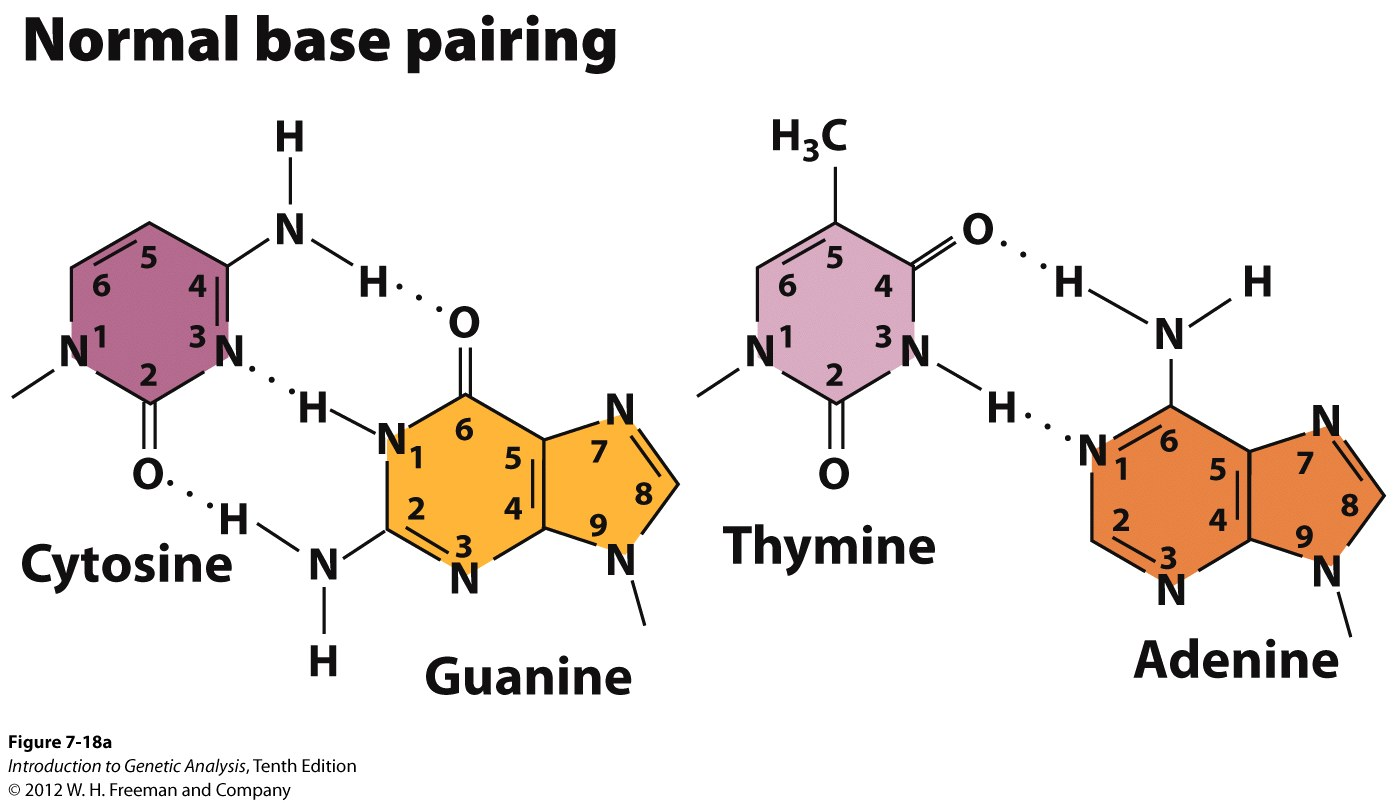 Normal base pairing
H
N
H
O
5
6
4
N
1
3
N
2
O
H
N
1
6
5
N
7
8
2
4
9
3
N
N
H
N
H
Cytosine
Guanine
H3C
O
5
6
4
N
1
3
N
2
O
H
H
H
N
N
1
6
5
N
7
8
2
4
9
3
N
N
Thymine
Adenine
Figure 7-18a
Introduction to Genetic Analysis, Tenth Edition
© 2012 W. H. Freeman and Company